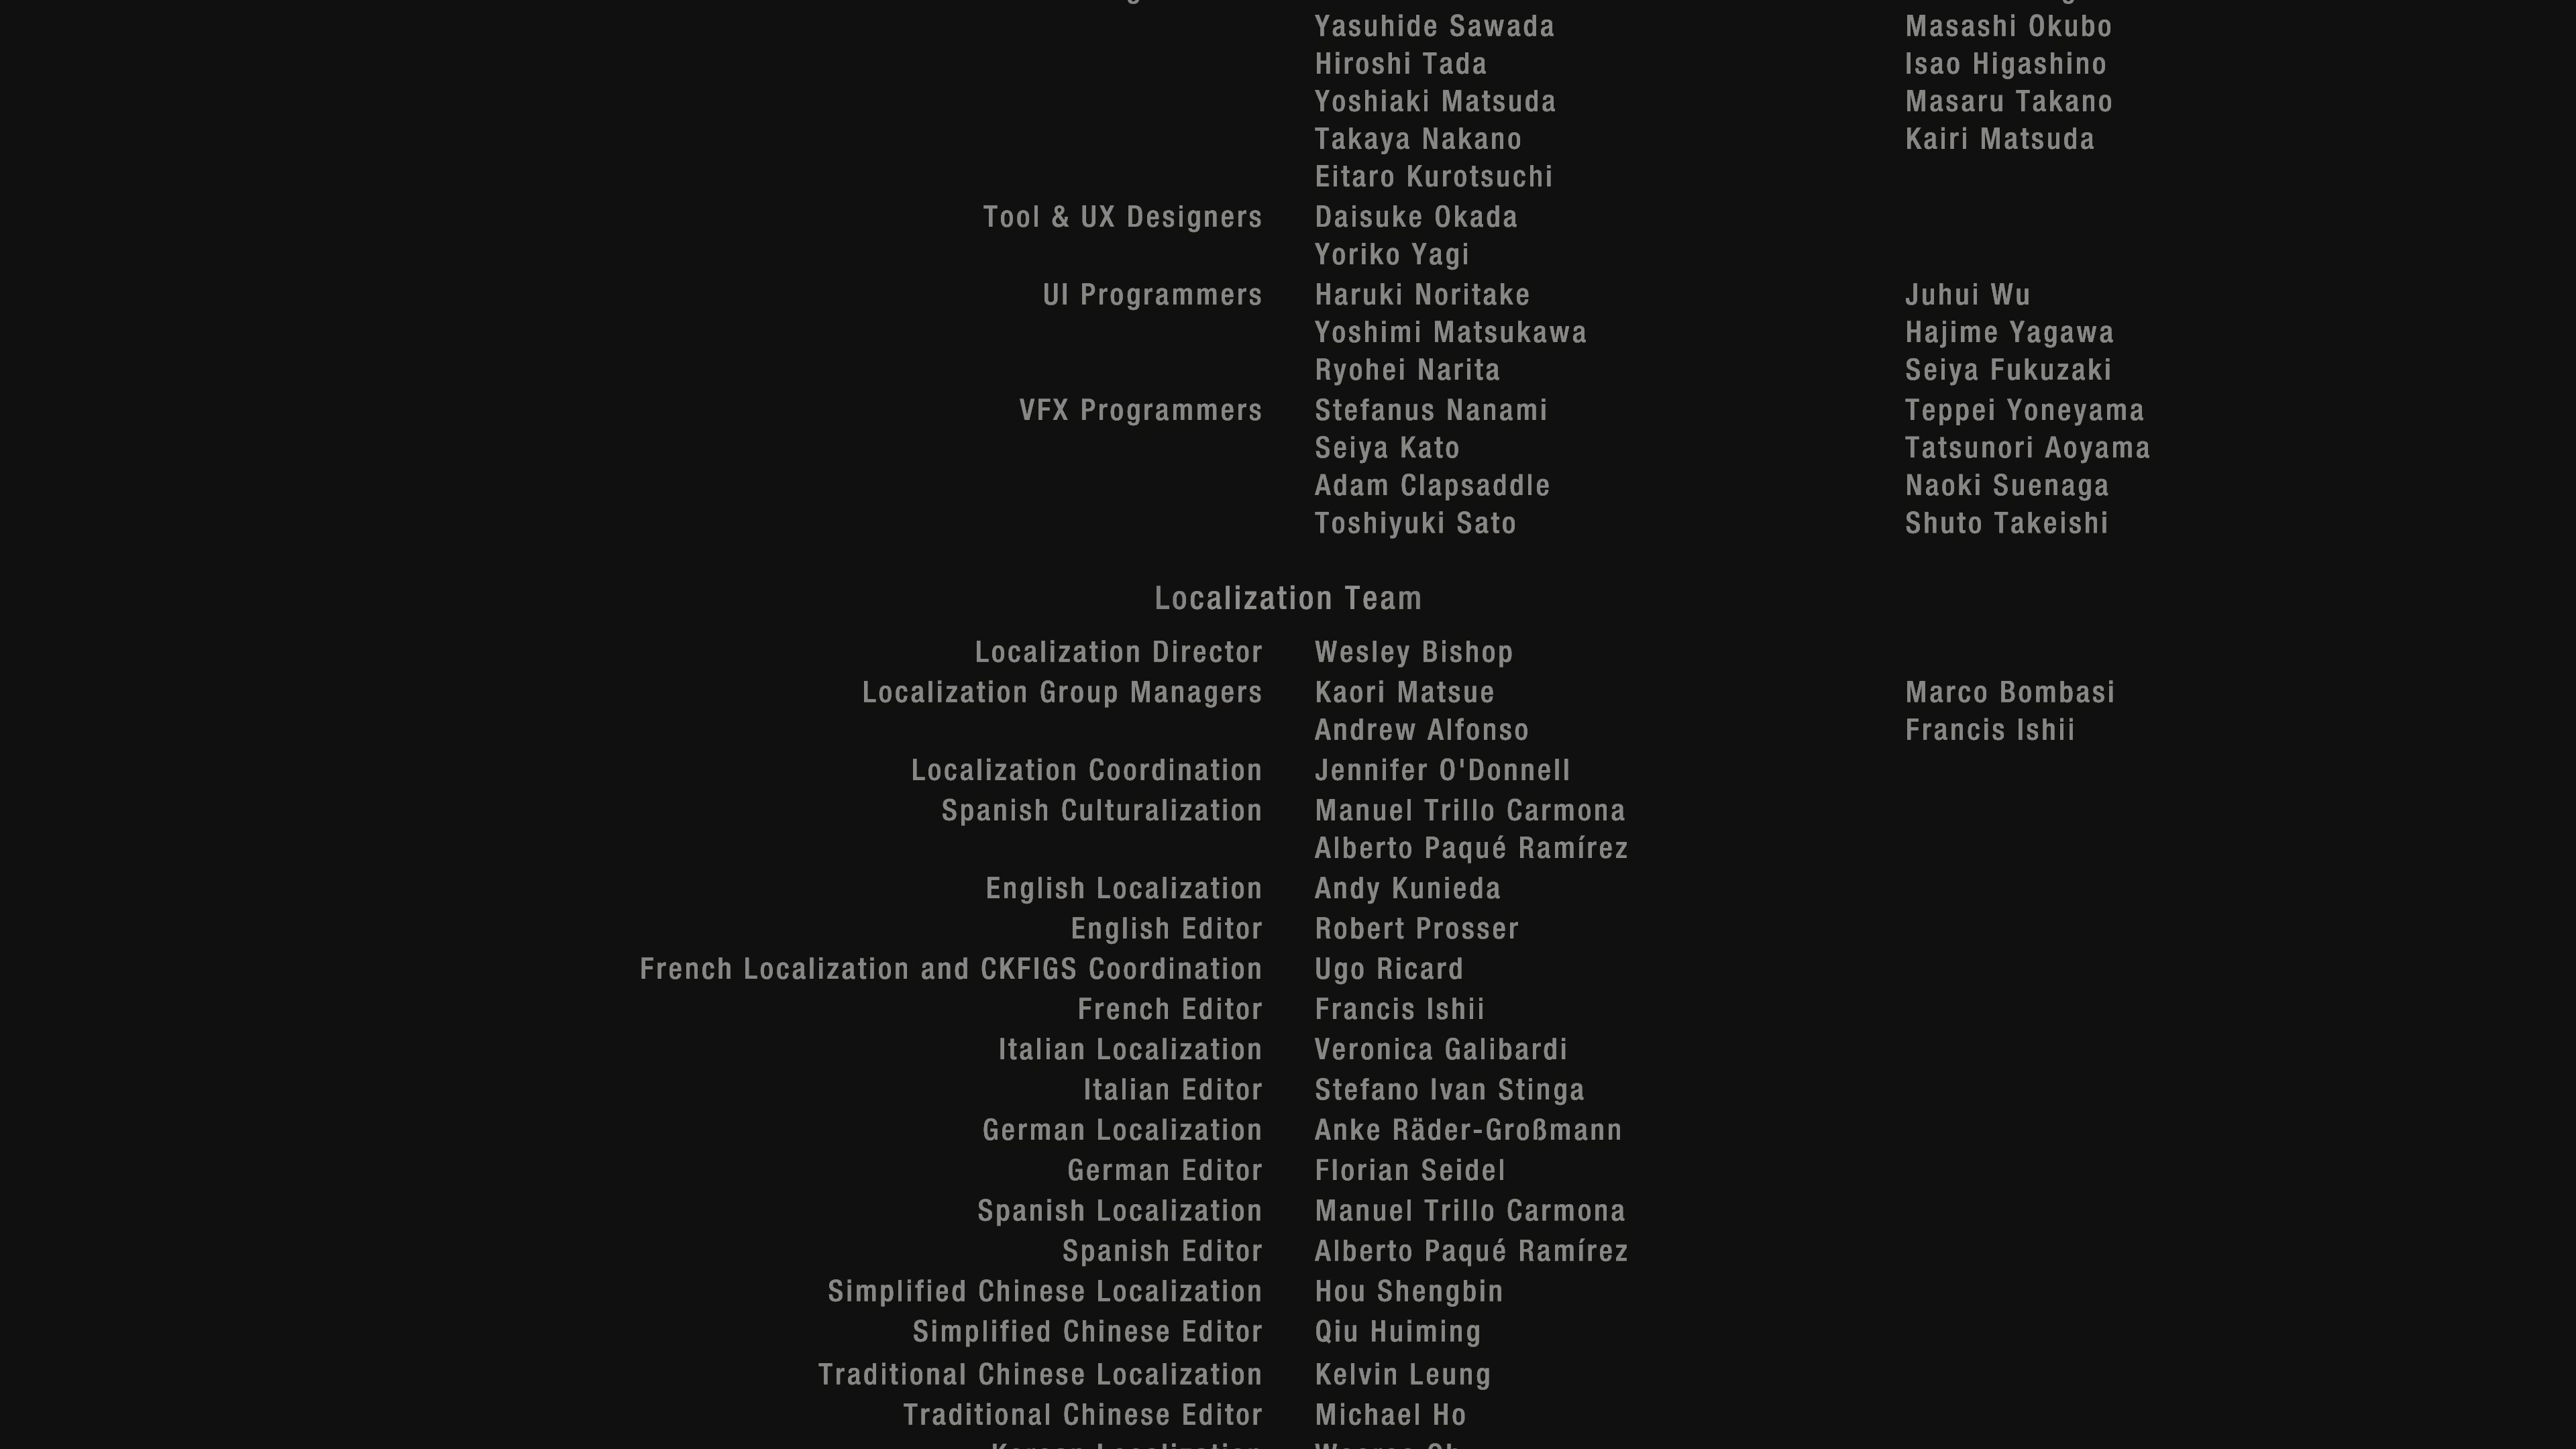 Yasuhide Sawada Masashi Okubo
Hiroshi Tada Isao Higashino
Yoshiaki Matsuda Masaru Takano
Takaya Nakano Kairi Matsuda
Eitaro Kurotsuchi
Tool & UX Designers Daisuke Okada
Yoriko Yagi
UI Programmers Haruki Noritake Juhui Wu
Yoshimi Matsukawa Hajime Yagawa
Ryohei Narita Seiya Fukuzaki
VFX Programmers Stefanus Nanami Teppei Yoneyama
Seiya Kato Tatsunori Aoyama
Adam Clapsaddle Naoki Suenaga
Toshiyuki Sato Shuto Takeishi
Localization Team
Localization Director Wesley Bishop
Localization Group Managers Kaori Matsue Marco Bombasi
Andrew Alfonso Francis Ishii
Localization Coordination Jennifer O'Donnell
Spanish Culturalization Manuel Trillo Carmona
Alberto Paqué Ramírez
English Localization Andy Kunieda
English Editor Robert Prosser
French Localization and CKFIGS Coordination Ugo Ricard
French Editor Francis Ishii
Italian Localization Veronica Galibardi
Italian Editor Stefano Ivan Stinga
German Localization Anke Räder-Großmann
German Editor Florian Seidel
Spanish Localization Manuel Trillo Carmona
Spanish Editor Alberto Paqué Ramírez
Simplified Chinese Localization Hou Shengbin
Simplified Chinese Editor Qiu Huiming
Traditional Chinese Localization Kelvin Leung
Traditional Chinese Editor Michael Ho